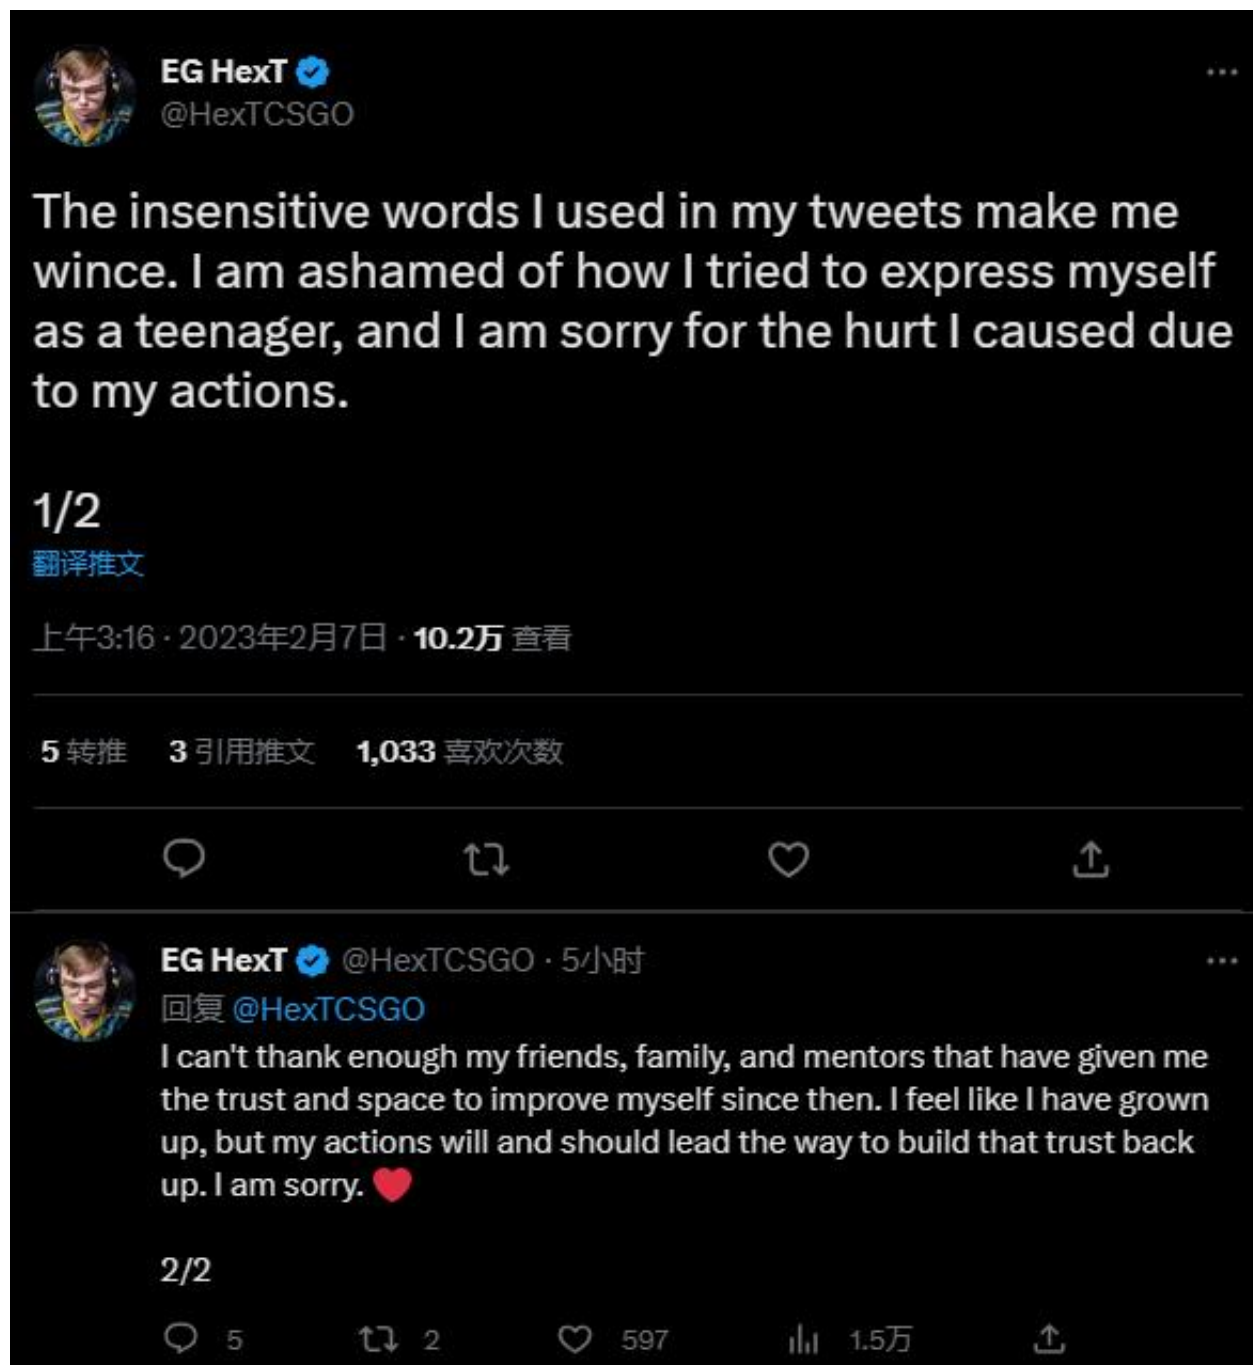 EG HexT
@HexTCSGO
The insensitive words I used in my tweets make me
wince. I am ashamed of how I tried to express myself
as a teenager, and I am sorry for the hurt I caused due
to my actions.
1/2
翻译推文
上午3:16 · 2023年2月7日 · 10.2万 查看
5 转推 3 引用推文 1,033 喜欢次数
EG HexT @HexTCSGO · 5小时
回复 @HexTCSGO
I can't thank enough my friends, family, and mentors that have given me
the trust and space to improve myself since then. I feel like I have grown
up, but my actions will and should lead the way to build that trust back
up. I am sorry. ❤️
2/2
5 2 597 1.5万